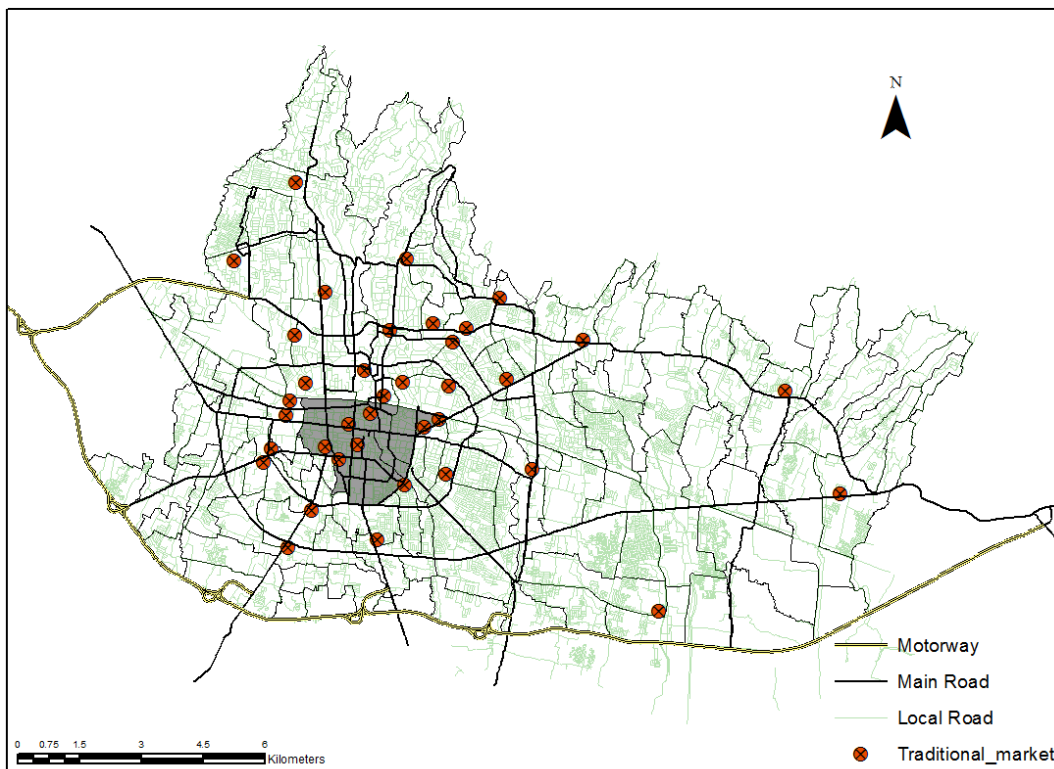 N
Motorway
Main Road
Local Road
Traditional_market
0 0.75 1.5 3 4.5 6
Kilometers